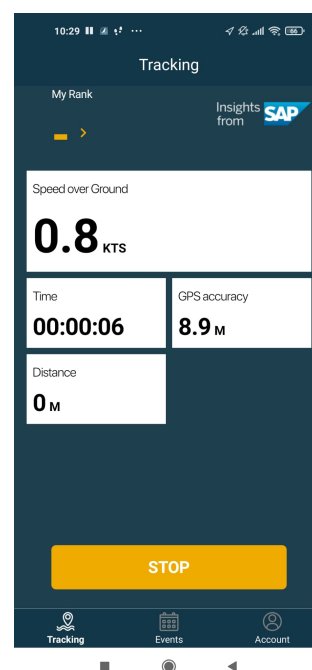 10:29
66
Tracking
My Rank
Insights
from
SAP
Speed over Ground
0.8 KTS
Time
00:00:06
GPS accuracy
8.9 M
Distance
0 M
STOP
Tracking
Events
Account